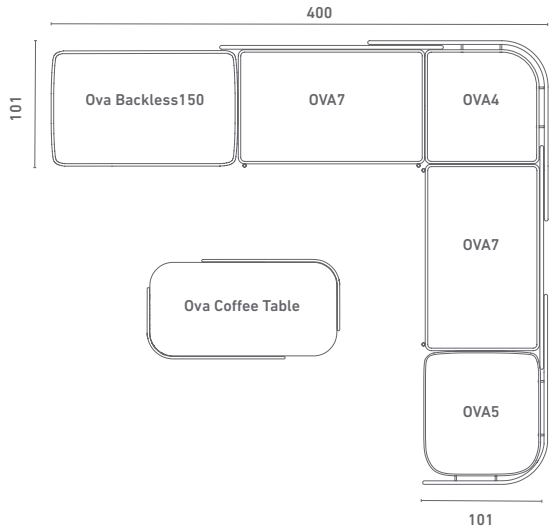 400
101
Ova Backless150
OVA7
OVA4
OVA7
Ova Coffee Table
OVA5
101